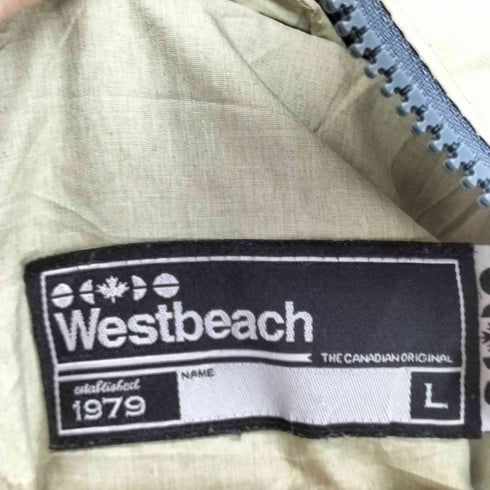 Westbeach
THE CANADIAN ORIGINAL
established
1979
NAME
L